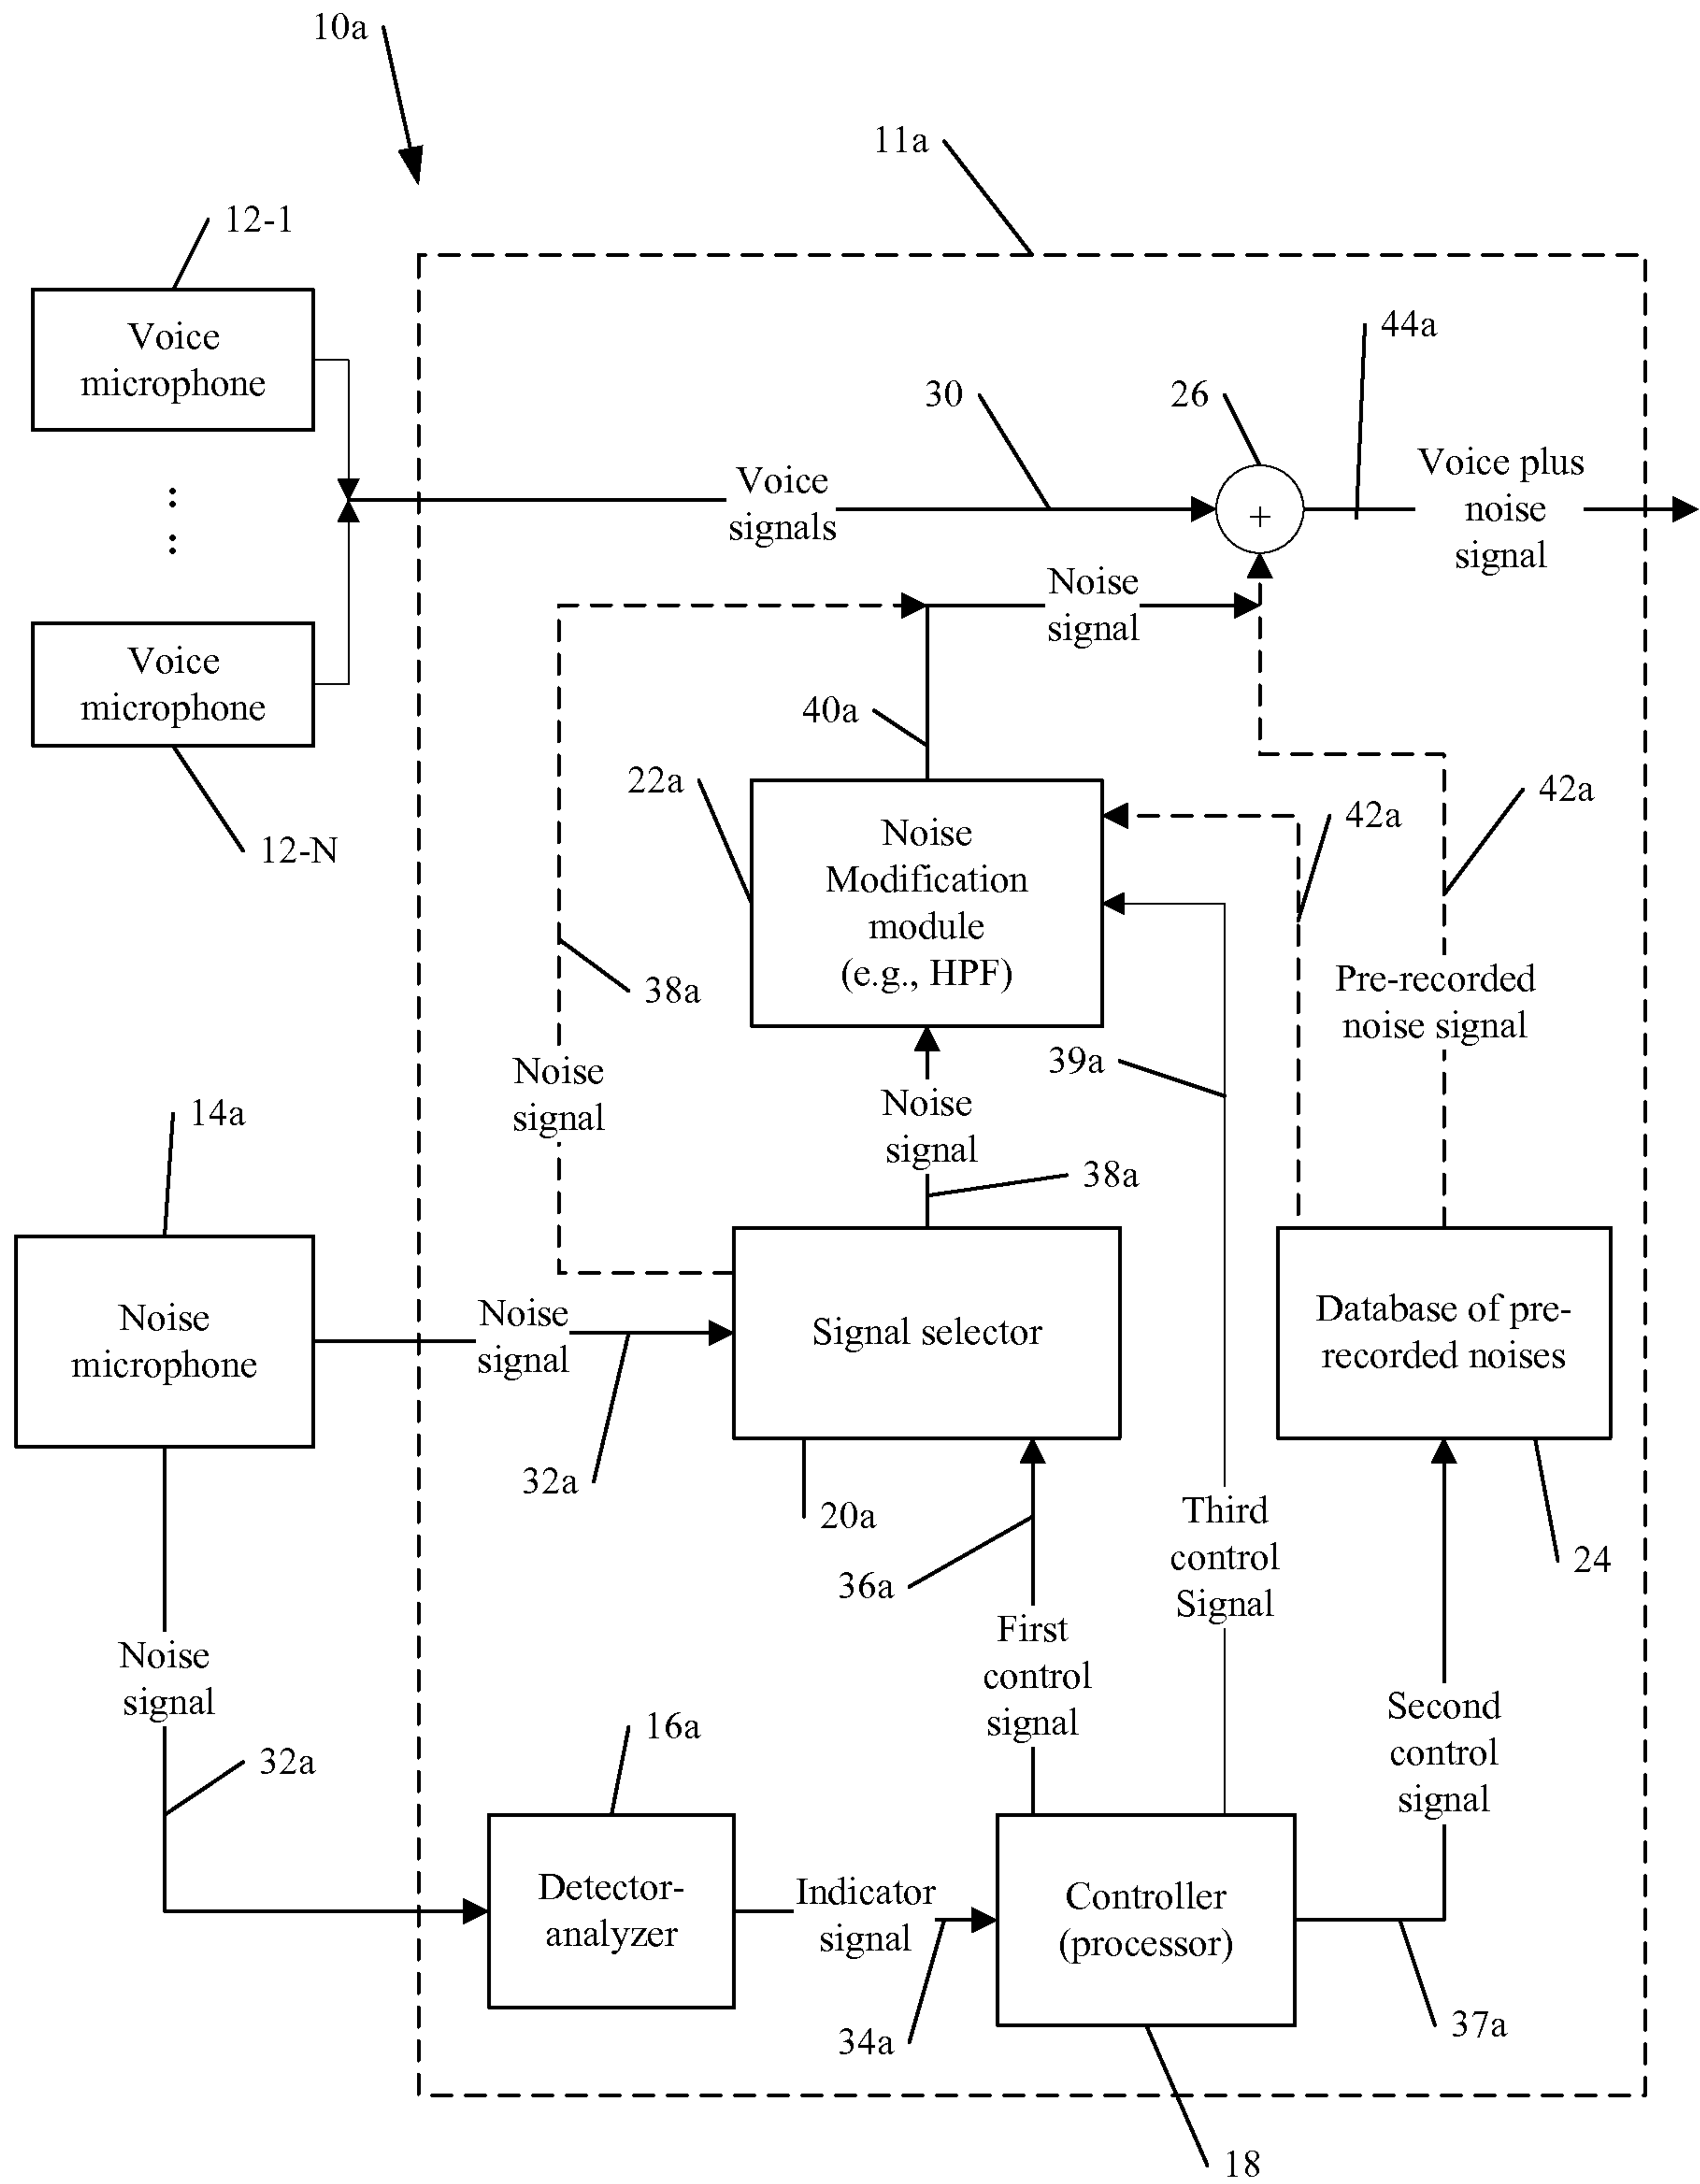 10a
11a
12-1
Voice
microphone
44a
30
26
Voice
signals
+
Voice plus
noise
signal
Noise
signal
Voice
microphone
12-N
40a
22a
42a
42a
Noise
Modification
module
(e.g., HPF)
38a
Pre-recorded
noise signal
39a
Noise
signal
Noise
signal
14a
38a
Noise
microphone
Noise
signal
Signal selector
Database of pre-
recorded noises
32a
20a
36a
Third
control
Signal
24
First
control
signal
Noise
signal
32a
16a
Second
control
signal
Detector-
analyzer
Indicator
signal
Controller
(processor)
34a
37a
18